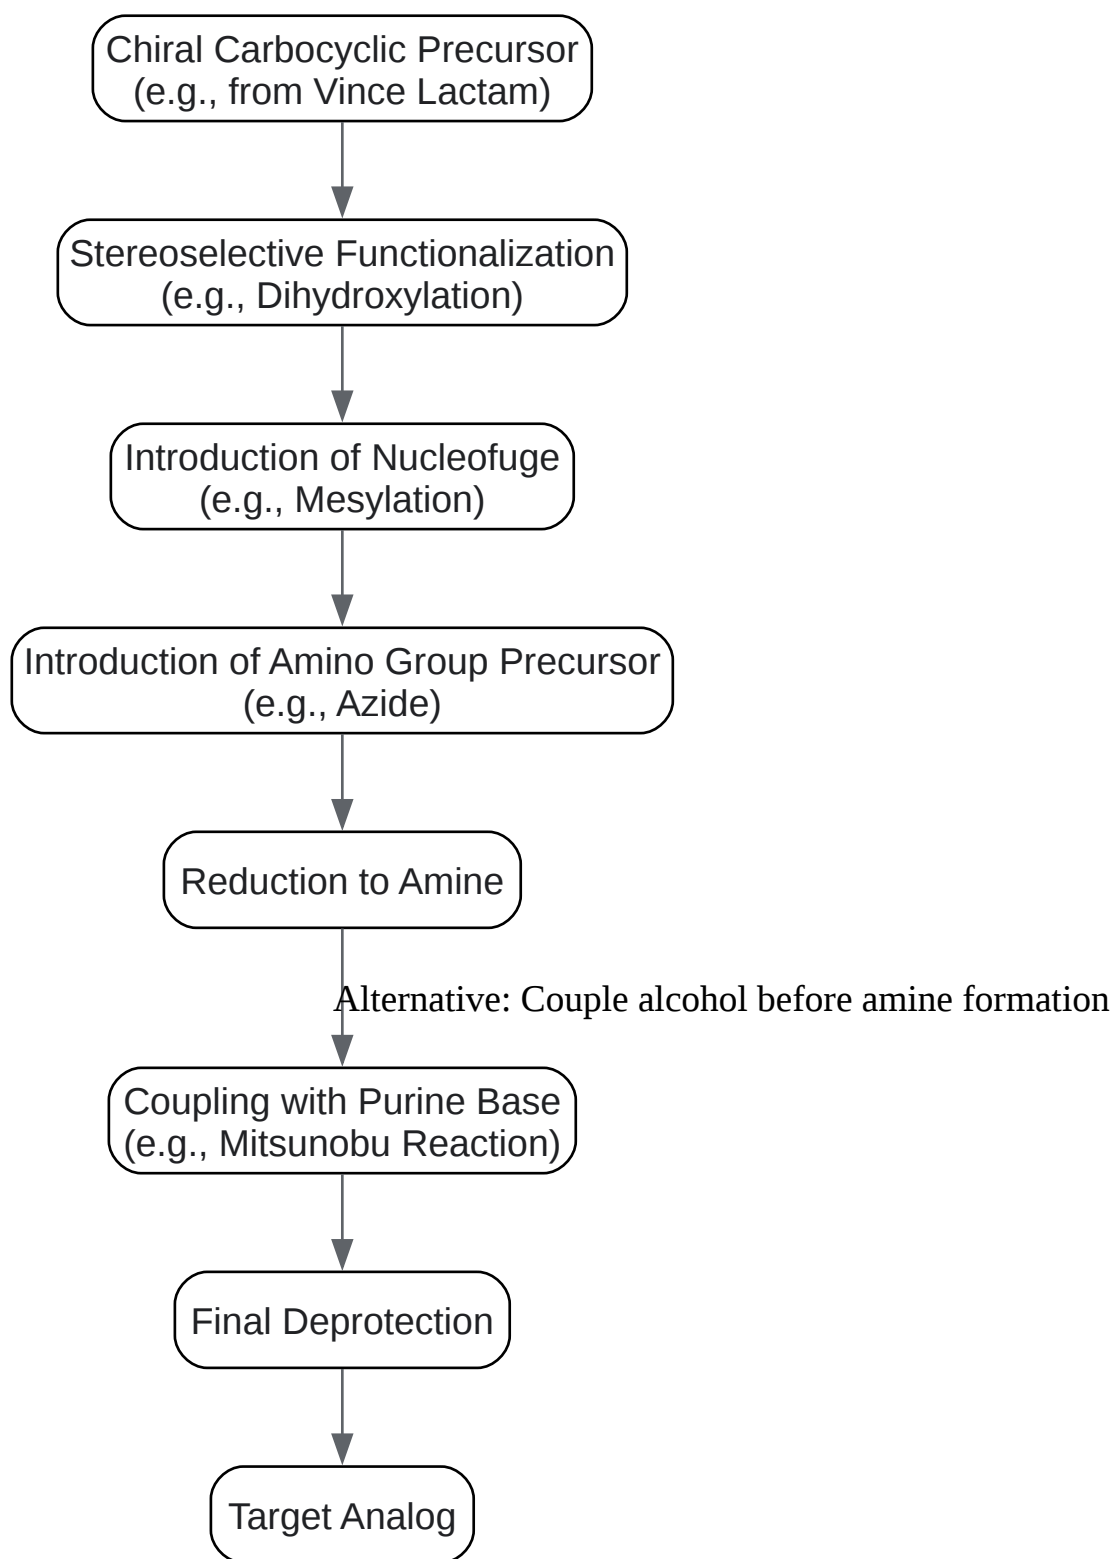 Chiral Carbocyclic Precursor
(e.g., from Vince Lactam)
Stereoselective Functionalization
(e.g., Dihydroxylation)
Introduction of Nucleofuge
(e.g., Mesylation)
Introduction of Amino Group Precursor
(e.g., Azide)
Reduction to Amine
Alternative: Couple alcohol before amine formation
Coupling with Purine Base
(e.g., Mitsunobu Reaction)
Final Deprotection
Target Analog